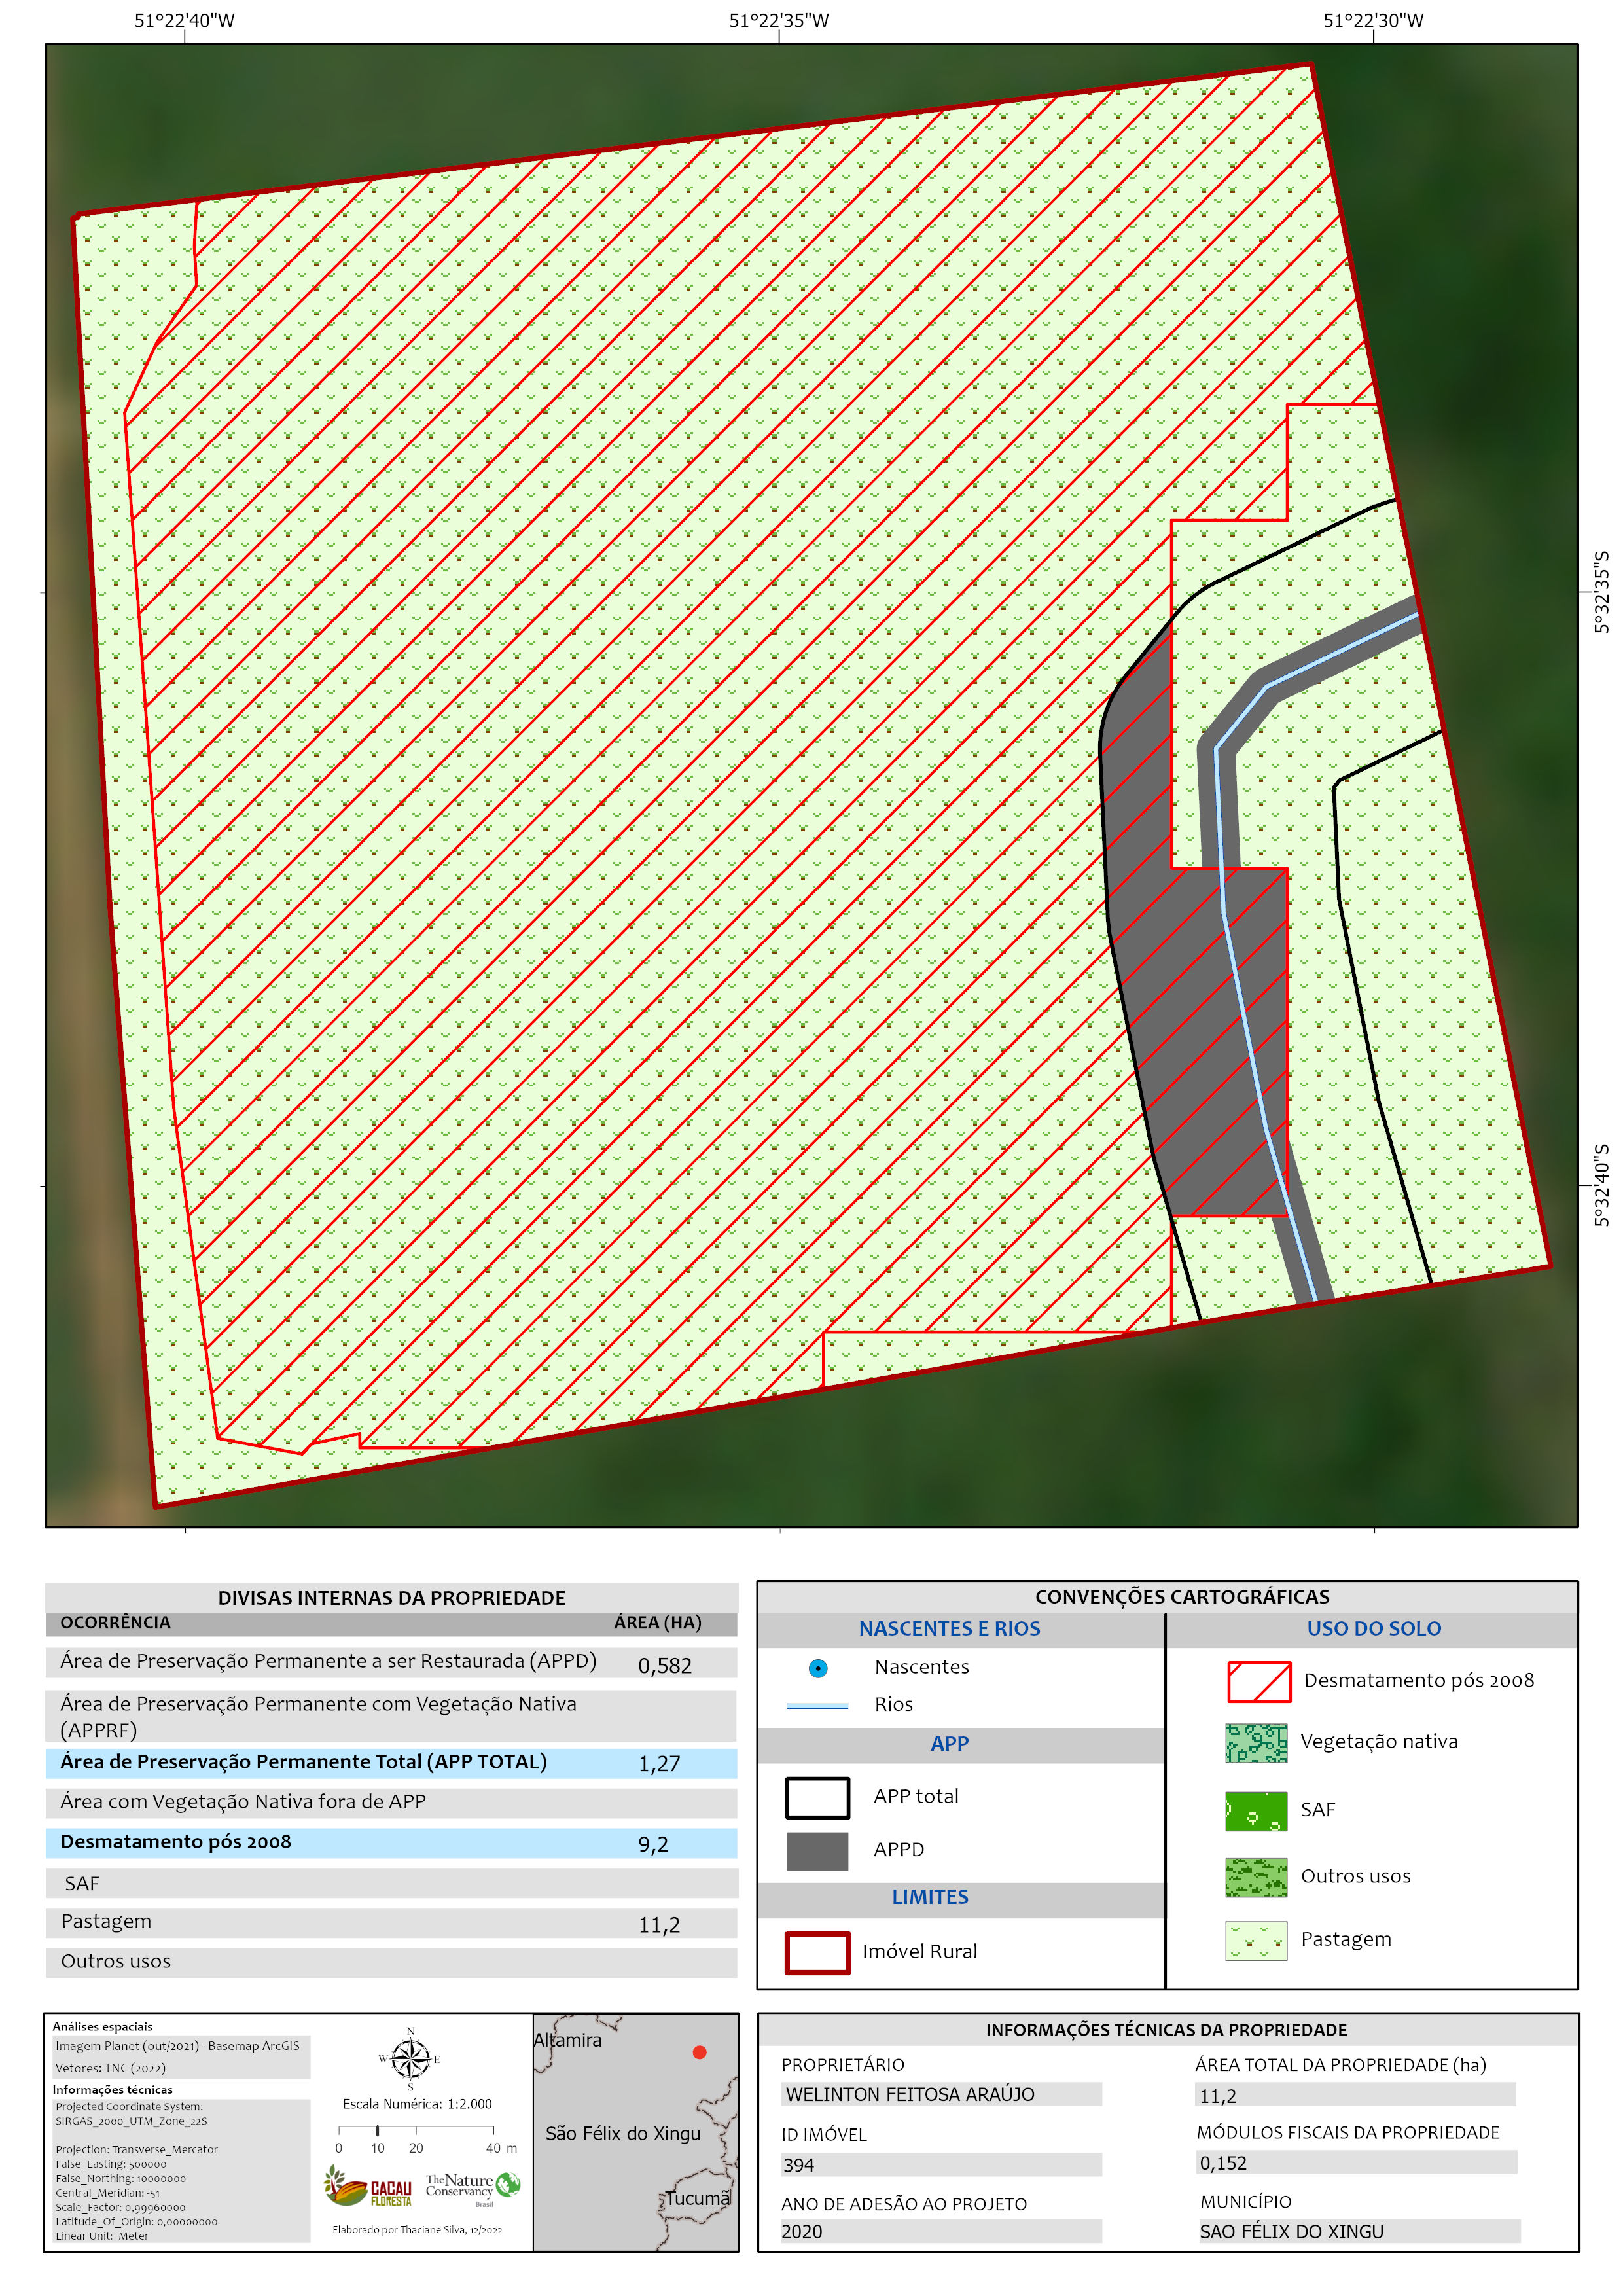 51°22'40"W 51°22'35"W 51°22'30"W
5°32'35"S
5°32'40"S
DIVISAS INTERNAS DA PROPRIEDADE
OCORRÊNCIA ÁREA (HA)
Área de Preservação Permanente a ser Restaurada (APPD) 0,582
Área de Preservação Permanente com Vegetação Nativa
(APPRF)
Área de Preservação Permanente Total (APP TOTAL) 1,27
Área com Vegetação Nativa fora de APP
Desmatamento pós 2008 9,2
SAF
Pastagem 11,2
Outros usos
CONVENÇÕES CARTOGRÁFICAS
NASCENTES E RIOS
Nascentes
Rios
APP
APP total
APPD
LIMITES
Imóvel Rural
USO DO SOLO
Desmatamento pós 2008
Vegetação nativa
SAF
Outros usos
Pastagem
Análises espaciais
Imagem Planet (out/2021) - Basemap ArcGIS
Vetores: TNC (2022)
Informações técnicas
Projected Coordinate System:
SIRGAS_2000_UTM_Zone_22S
Projection: Transverse_Mercator
False_Easting: 500000
False_Northing: 10000000
Central_Meridian: -51
Scale_Factor: 0,99960000
Latitude_Of_Origin: 0,00000000
Linear Unit: Meter
N
W E
S
Escala Numérica: 1:2.000
0 10 20 40 m
CACAU
FLORESTA
The Nature
Conservancy
Brasil
Elaborado por Thaciane Silva, 12/2022
Altamira
São Félix do Xingu
Tucumã
INFORMAÇÕES TÉCNICAS DA PROPRIEDADE
PROPRIETÁRIO
WELINTON FEITOSA ARAÚJO
ID IMÓVEL
394
ANO DE ADESÃO AO PROJETO
2020
ÁREA TOTAL DA PROPRIEDADE (ha)
11,2
MÓDULOS FISCAIS DA PROPRIEDADE
0,152
MUNICÍPIO
SAO FÉLIX DO XINGU